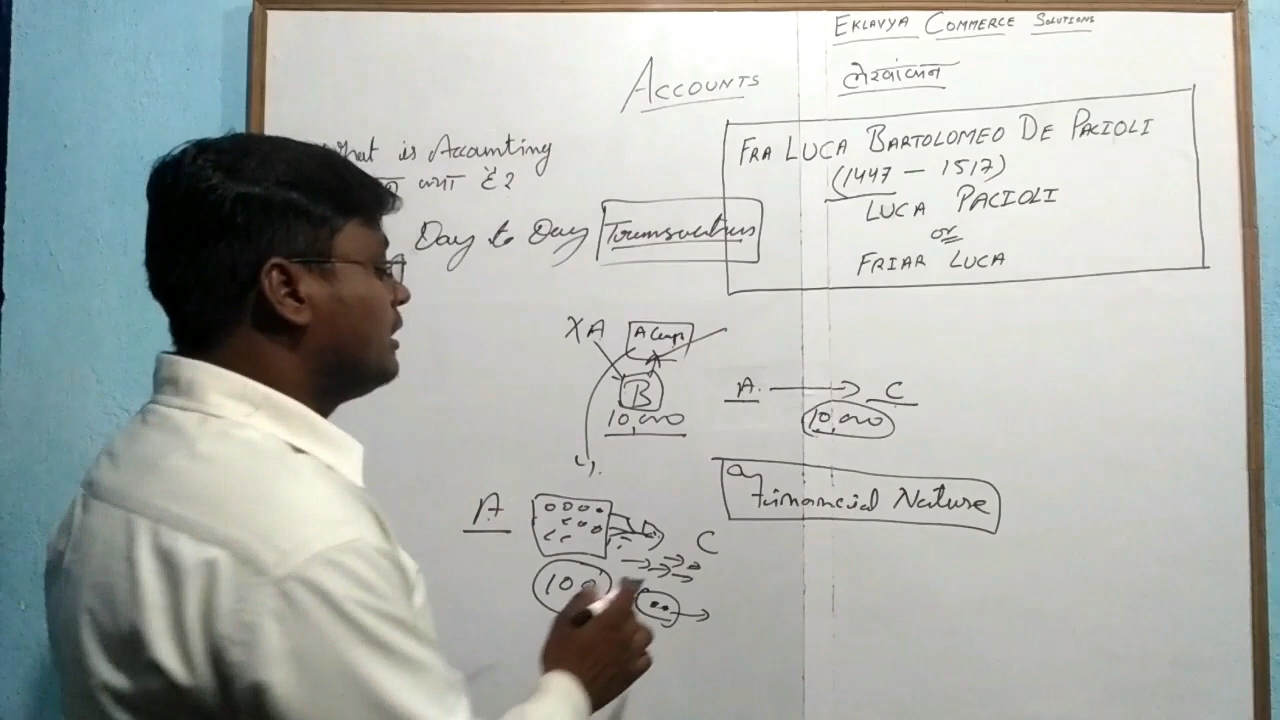 EKLAVYA COMMERCE SOLUTIONS
ACCOUNTS
लेखांकन
What is Accounting
क्या है?
Day to Day Transactions
FRA LUCA BARTOLOMEO DE PACIOLI
(1447 - 1517)
LUCA PACIOLI
or
FRIAR LUCA
X A
A
B
10,000
A. C
10,000
a) Financial Nature
A
C
100